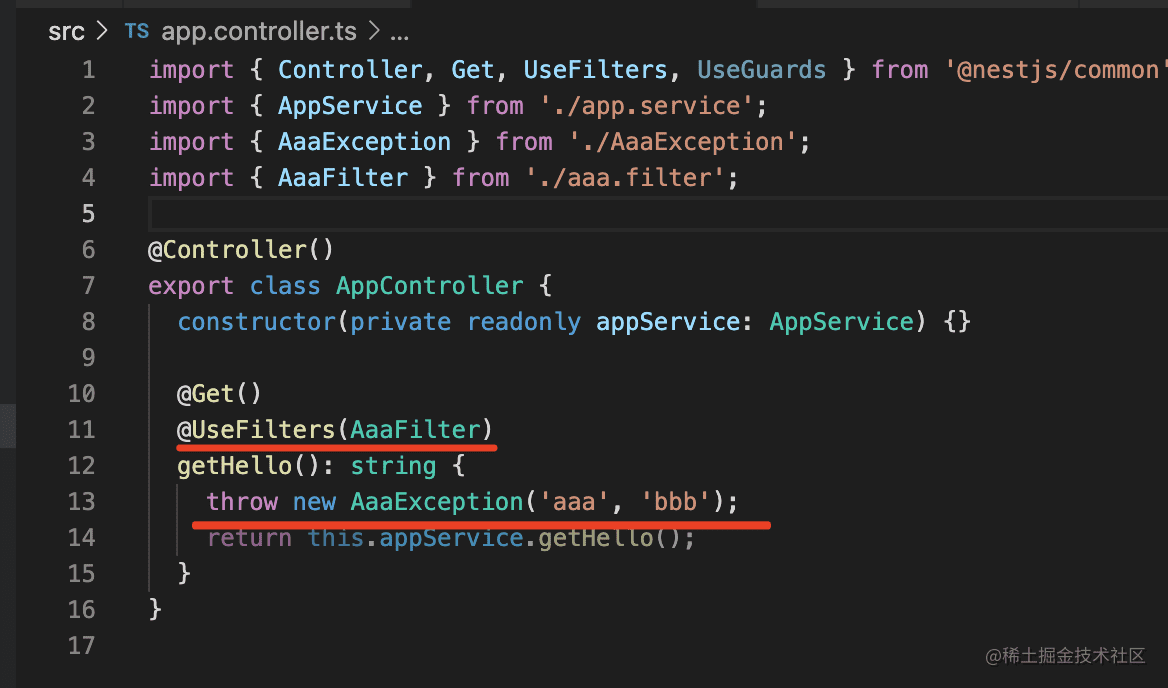 src > TS app.controller.ts > ...
1 import { Controller, Get, UseFilters, UseGuards } from '@nestjs/common'
2 import { AppService } from './app.service';
3 import { AaaException } from './AaaException';
4 import { AaaFilter } from './aaa.filter';
5
6 @Controller()
7 export class AppController {
8 constructor(private readonly appService: AppService) {}
9
10 @Get()
11 @UseFilters(AaaFilter)
12 getHello(): string {
13 throw new AaaException('aaa', 'bbb');
14 return this.appService.getHello();
15 }
16 }
17
@稀土掘金技术社区